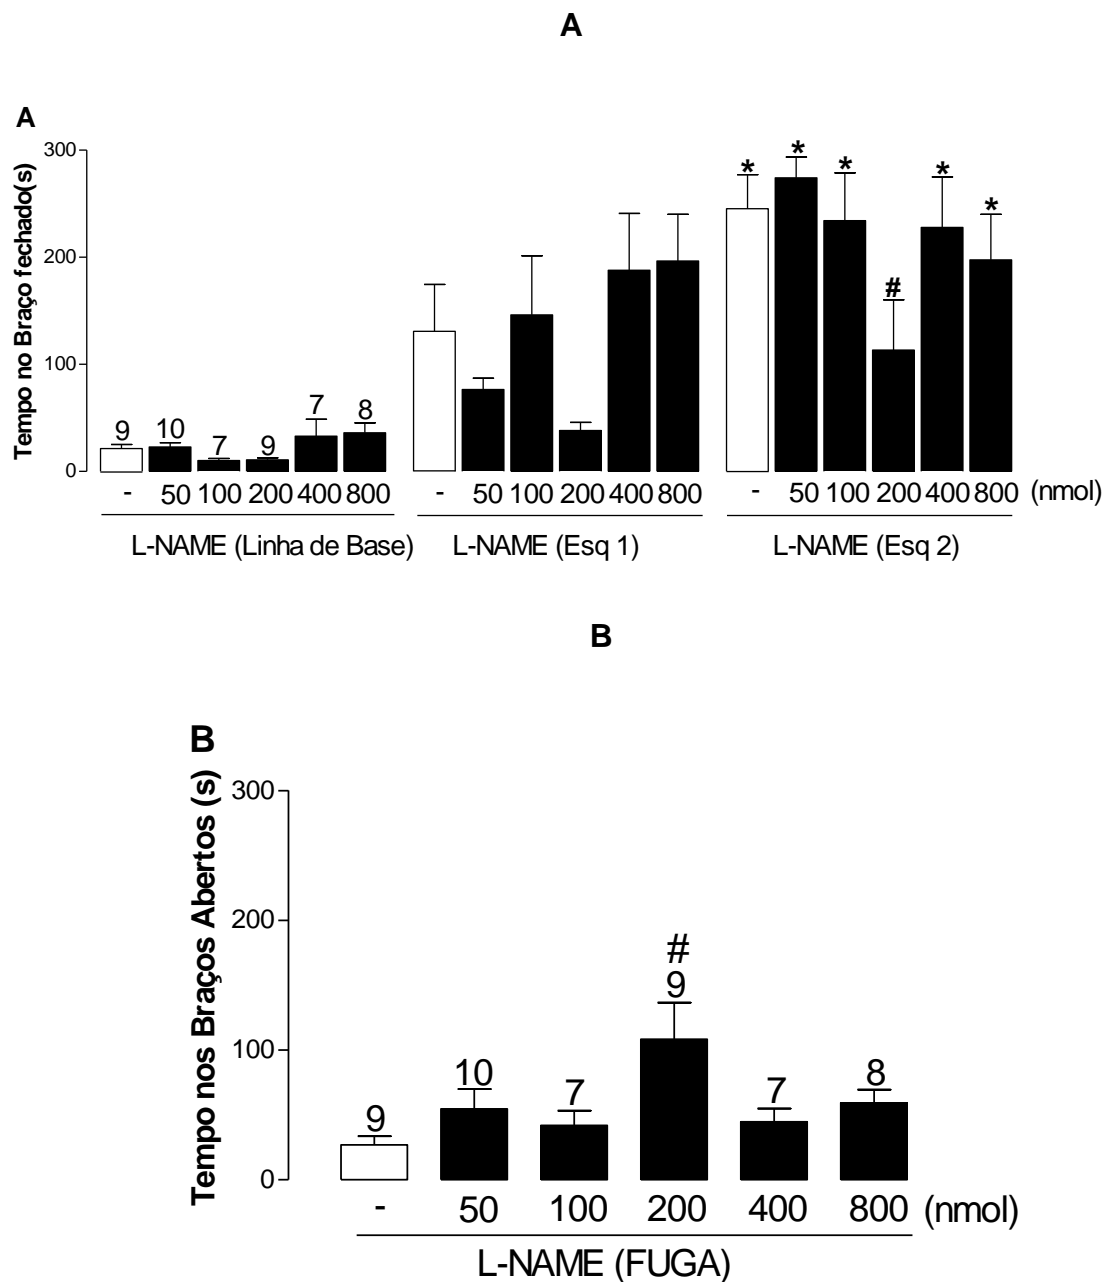 A
A
Tempo no Braço fechado(s)
300
200
100
0
9 10 7 9 7 8
* * * # * *
- 50 100 200 400 800 - 50 100 200 400 800 - 50 100 200 400 800 (nmol)
L-NAME (Linha de Base) L-NAME (Esq 1) L-NAME (Esq 2)
B
B
Tempo nos Braços Abertos (s)
300
200
100
0
#
9 10 7 9 7 8
- 50 100 200 400 800 (nmol)
L-NAME (FUGA)